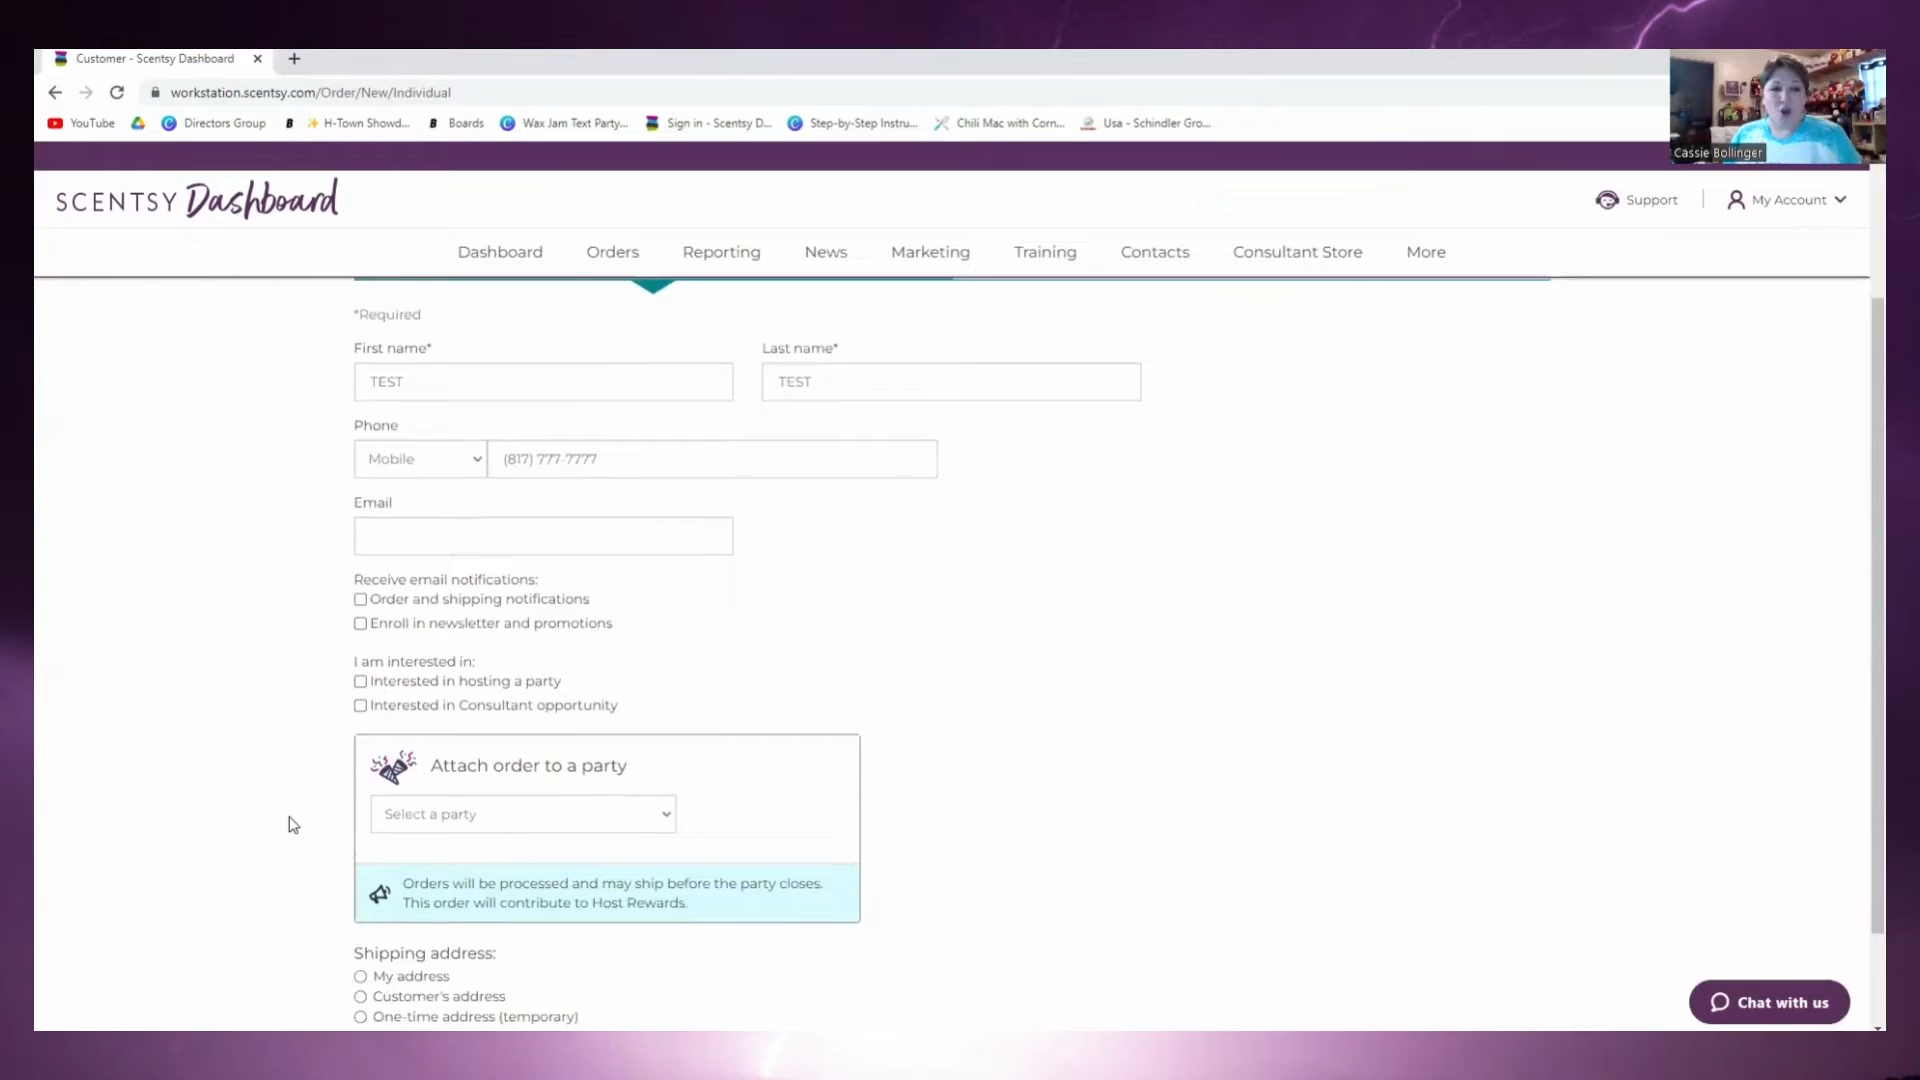 Customer - Scentsy Dashboard
workstation.scentsy.com/Order/New/Individual
YouTube
Directors Group
H-Town Showd...
Boards
Wax Jam Text Party...
Sign in - Scentsy D...
Step-by-Step Instru...
Chili Mac with Corn...
Usa - Schindler Gro...
Cassie Bollinger
SCENTSY Dashboard
Support
My Account
Dashboard
Orders
Reporting
News
Marketing
Training
Contacts
Consultant Store
More
*Required
First name*
Last name*
TEST
TEST
Phone
Mobile
(817) 777-7777
Email
Receive email notifications:
Order and shipping notifications
Enroll in newsletter and promotions
I am interested in:
Interested in hosting a party
Interested in Consultant opportunity
Attach order to a party
Select a party
Orders will be processed and may ship before the party closes.
This order will contribute to Host Rewards.
Shipping address:
My address
Customer's address
One-time address (temporary)
Chat with us